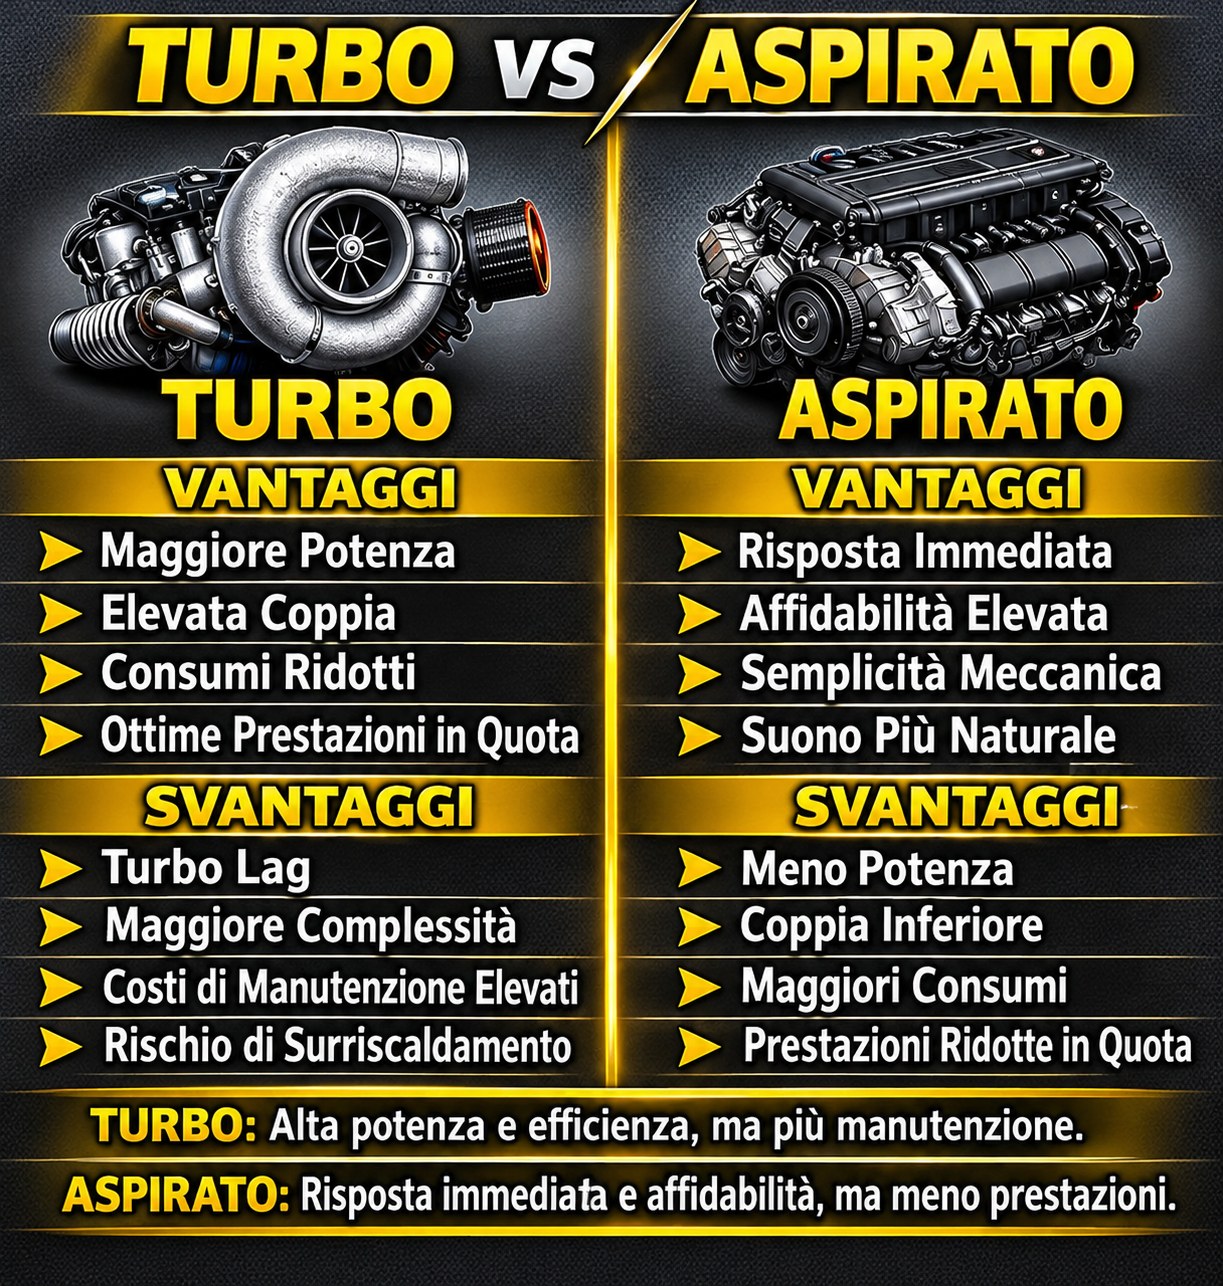 TURBO VS ASPIRATO
TURBO
VANTAGGI
Maggiore Potenza
Elevata Coppia
Consumi Ridotti
Ottime Prestazioni in Quota
SVANTAGGI
Turbo Lag
Maggiore Complessità
Costi di Manutenzione Elevati
Rischio di Surriscaldamento
ASPIRATO
VANTAGGI
Risposta Immediata
Affidabilità Elevata
Semplicità Meccanica
Suono Più Naturale
SVANTAGGI
Meno Potenza
Coppia Inferiore
Maggiori Consumi
Prestazioni Ridotte in Quota
TURBO: Alta potenza e efficienza, ma più manutenzione.
ASPIRATO: Risposta immediata e affidabilità, ma meno prestazioni.